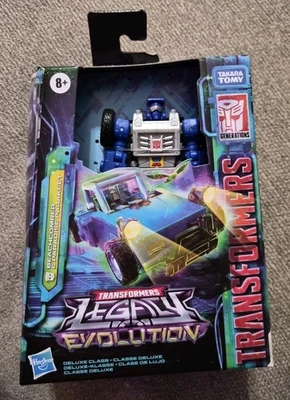 8+
TAKARA
TOMY
GENERATIONS
TRANSFORMERS
BEACHCOMBER
TRANSFORMERS
LEGACY
EVOLUTION
Hasbro
DELUXE CLASS • CLASSE DELUXE
DELUXE-KLASSE • CLASE DE LUJO
CLASSE DELUXE